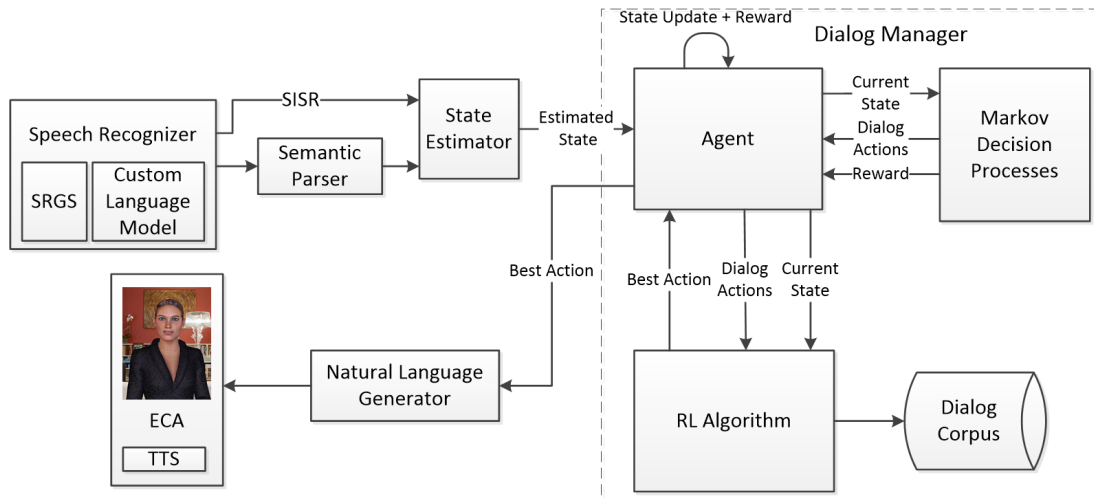 State Update + Reward
Dialog Manager
Speech Recognizer
SRGS
Custom
Language
Model
SISR
Semantic
Parser
State
Estimator
Estimated
State
Agent
Current
State
Dialog
Actions
Reward
Markov
Decision
Processes
Best Action
Best Action
Dialog
Actions
Current
State
ECA
TTS
Natural Language
Generator
RL Algorithm
Dialog
Corpus